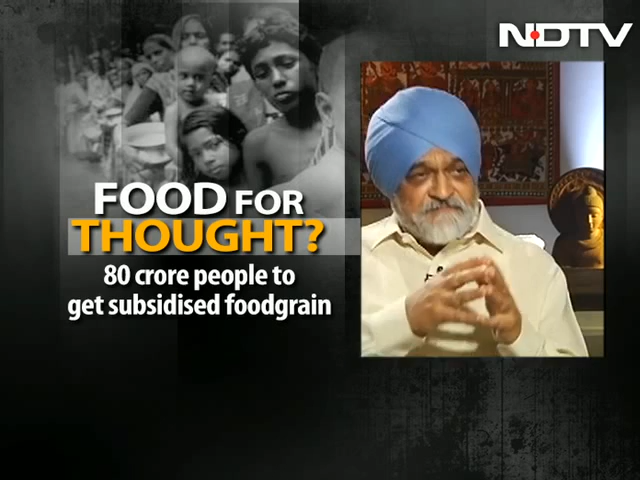 NDTV
FOOD FOR
THOUGHT?
80 crore people to
get subsidised foodgrain